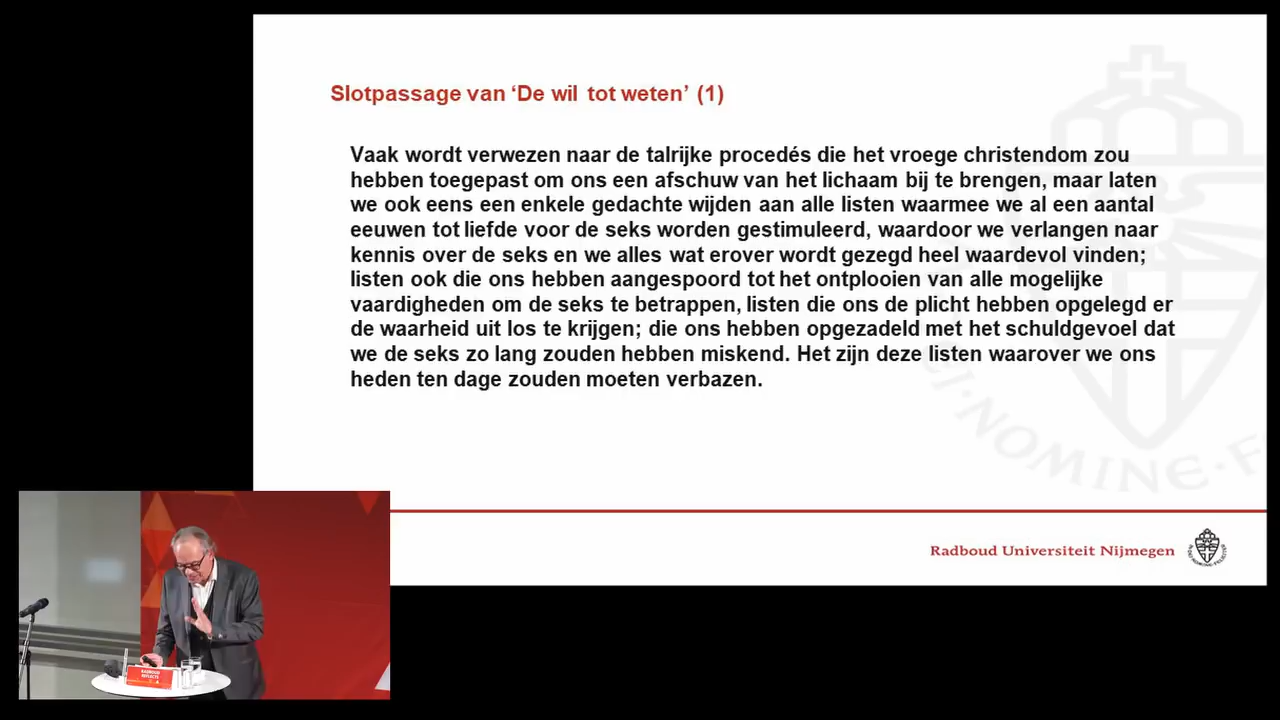 Slotpassage van ‘De wil tot weten’ (1)
Vaak wordt verwezen naar de talrijke procedés die het vroege christendom zou
hebben toegepast om ons een afschuw van het lichaam bij te brengen, maar laten
we ook eens een enkele gedachte wijden aan alle listen waarmee we al een aantal
eeuwen tot liefde voor de seks worden gestimuleerd, waardoor we verlangen naar
kennis over de seks en we alles wat erover wordt gezegd heel waardevol vinden;
listen ook die ons hebben aangespoord tot het ontplooien van alle mogelijke
vaardigheden om de seks te betrappen, listen die ons de plicht hebben opgelegd er
de waarheid uit los te krijgen; die ons hebben opgezadeld met het schuldgevoel dat
we de seks zo lang zouden hebben miskend. Het zijn deze listen waarover we ons
heden ten dage zouden moeten verbazen.
NOMINE
Radboud Universiteit Nijmegen
RADBOUD
REFLECTS